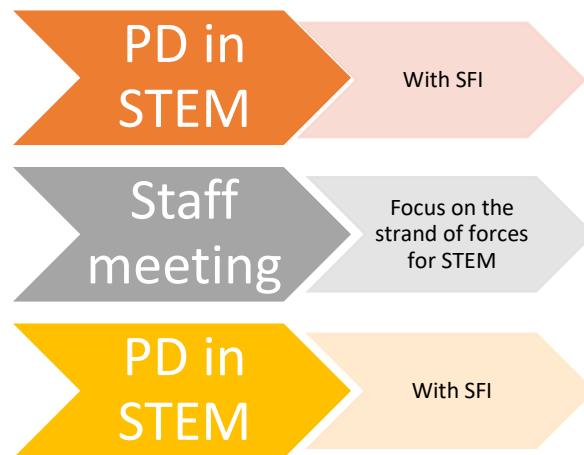 PD in
STEM
With SFI
Staff
meeting
Focus on the
strand of forces
for STEM
PD in
STEM
With SFI